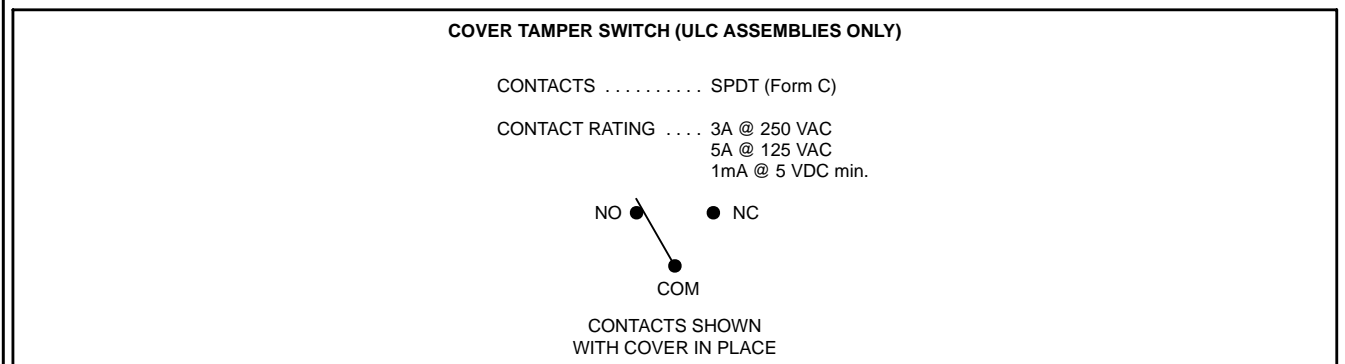 COVER TAMPER SWITCH (ULC ASSEMBLIES ONLY)
CONTACTS .......... SPDT (Form C)
CONTACT RATING .... 3A @ 250 VAC
5A @ 125 VAC
1mA @ 5 VDC min.
NO NC
COM
CONTACTS SHOWN
WITH COVER IN PLACE